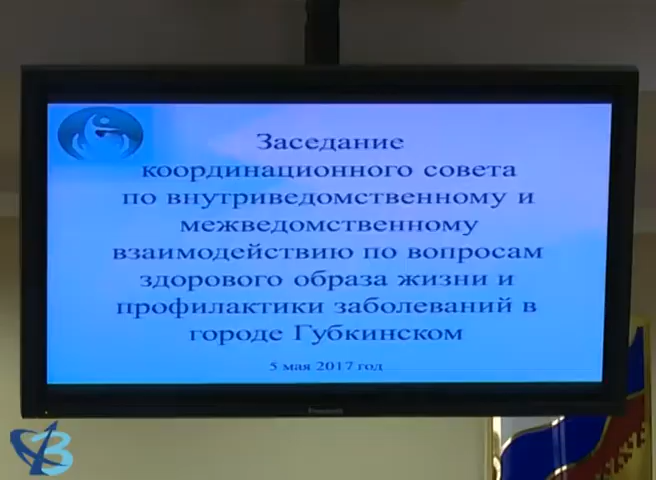 Заседание
координационного совета
по внутриведомственному и
межведомственному
взаимодействию по вопросам
здорового образа жизни и
профилактики заболеваний в
городе Губкинском
5 мая 2017 год
Panasonic